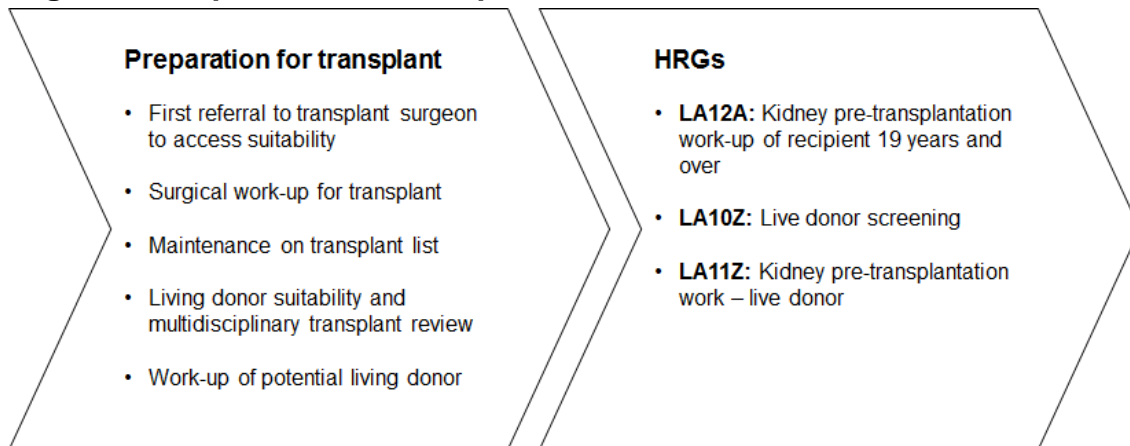 Preparation for transplant
• First referral to transplant surgeon
to access suitability
• Surgical work-up for transplant
• Maintenance on transplant list
• Living donor suitability and
multidisciplinary transplant review
• Work-up of potential living donor
HRGs
• LA12A: Kidney pre-transplantation
work-up of recipient 19 years and
over
• LA10Z: Live donor screening
• LA11Z: Kidney pre-transplantation
work – live donor